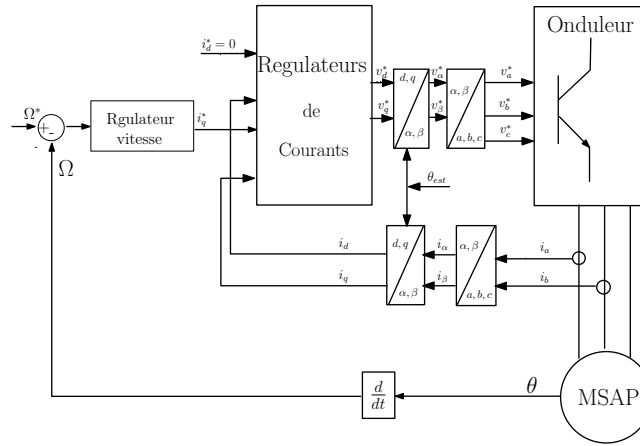 Onduleur
i_d^* = 0
Regulateurs
de
Courants
v_d^*
v_q^*
d, q
α, β
v_α^*
v_β^*
α, β
a, b, c
v_a^*
v_b^*
v_c^*
Ω^*
+
-
Rgulateur
vitesse
i_q^*
Ω
θ_est
i_d
i_q
d, q
α, β
i_α
i_β
α, β
a, b, c
i_a
i_b
d
dt
θ
MSAP